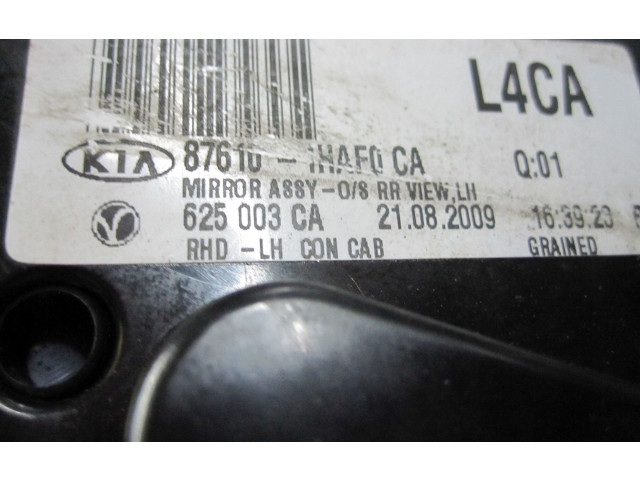 L4CA
KIA 87610 - 1HAF0 CA Q:01
MIRROR ASSY-O/S RR VIEW,LH
625 003 CA 21.08.2009 16:39:23
RHD -LH CON CAB GRAINED